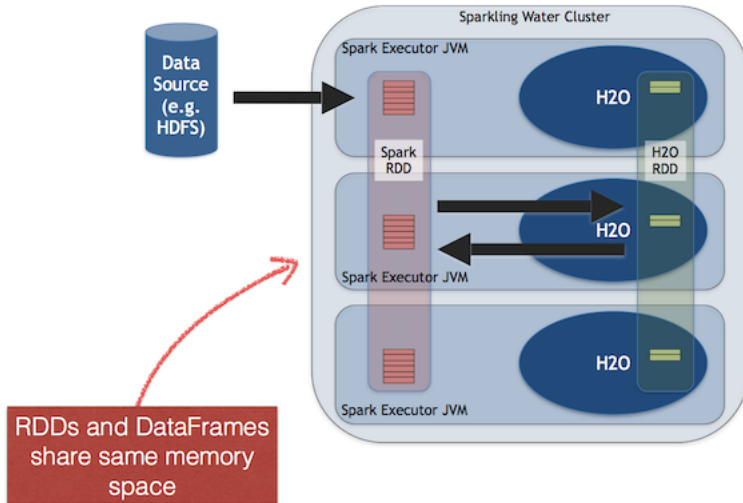 Sparkling Water Cluster
Data
Source
(e.g.
HDFS)
Spark Executor JVM
H2O
Spark
RDD
H2O
RDD
H2O
Spark Executor JVM
H2O
Spark Executor JVM
RDDs and DataFrames
share same memory
space